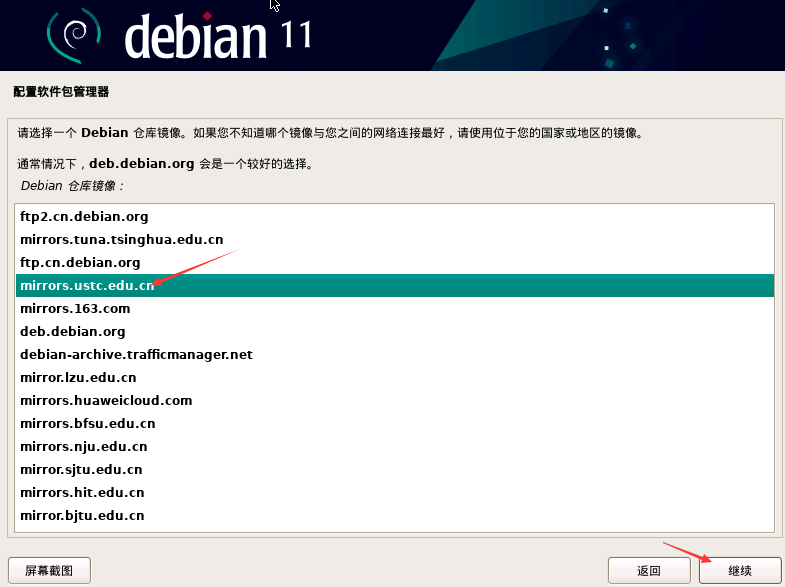 debian 11
配置软件包管理器
请选择一个 Debian 仓库镜像。如果您不知道哪个镜像与您之间的网络连接最好，请使用位于您的国家或地区的镜像。
通常情况下，deb.debian.org 会是一个较好的选择。
Debian 仓库镜像：
ftp2.cn.debian.org
mirrors.tuna.tsinghua.edu.cn
ftp.cn.debian.org
mirrors.ustc.edu.cn
mirrors.163.com
deb.debian.org
debian-archive.trafficmanager.net
mirror.lzu.edu.cn
mirrors.huaweicloud.com
mirrors.bfsu.edu.cn
mirrors.nju.edu.cn
mirror.sjtu.edu.cn
mirrors.hit.edu.cn
mirror.bjtu.edu.cn
屏幕截图 返回 继续